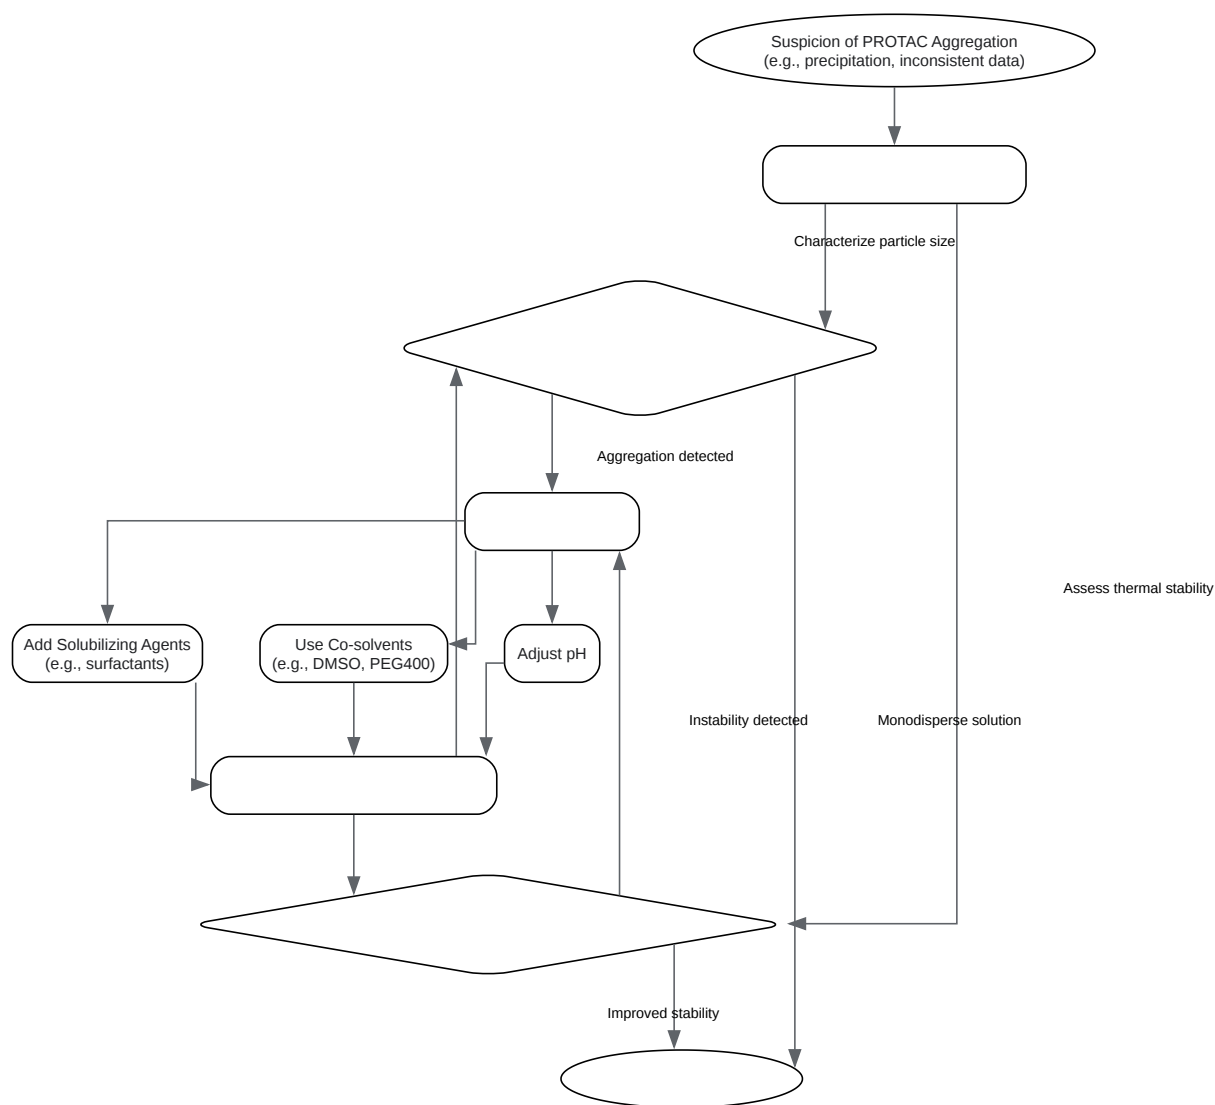 Suspicion of PROTAC Aggregation
(e.g., precipitation, inconsistent data)
Characterize particle size
Aggregation detected
Assess thermal stability
Add Solubilizing Agents
(e.g., surfactants)
Use Co-solvents
(e.g., DMSO, PEG400)
Adjust pH
Instability detected
Monodisperse solution
Improved stability